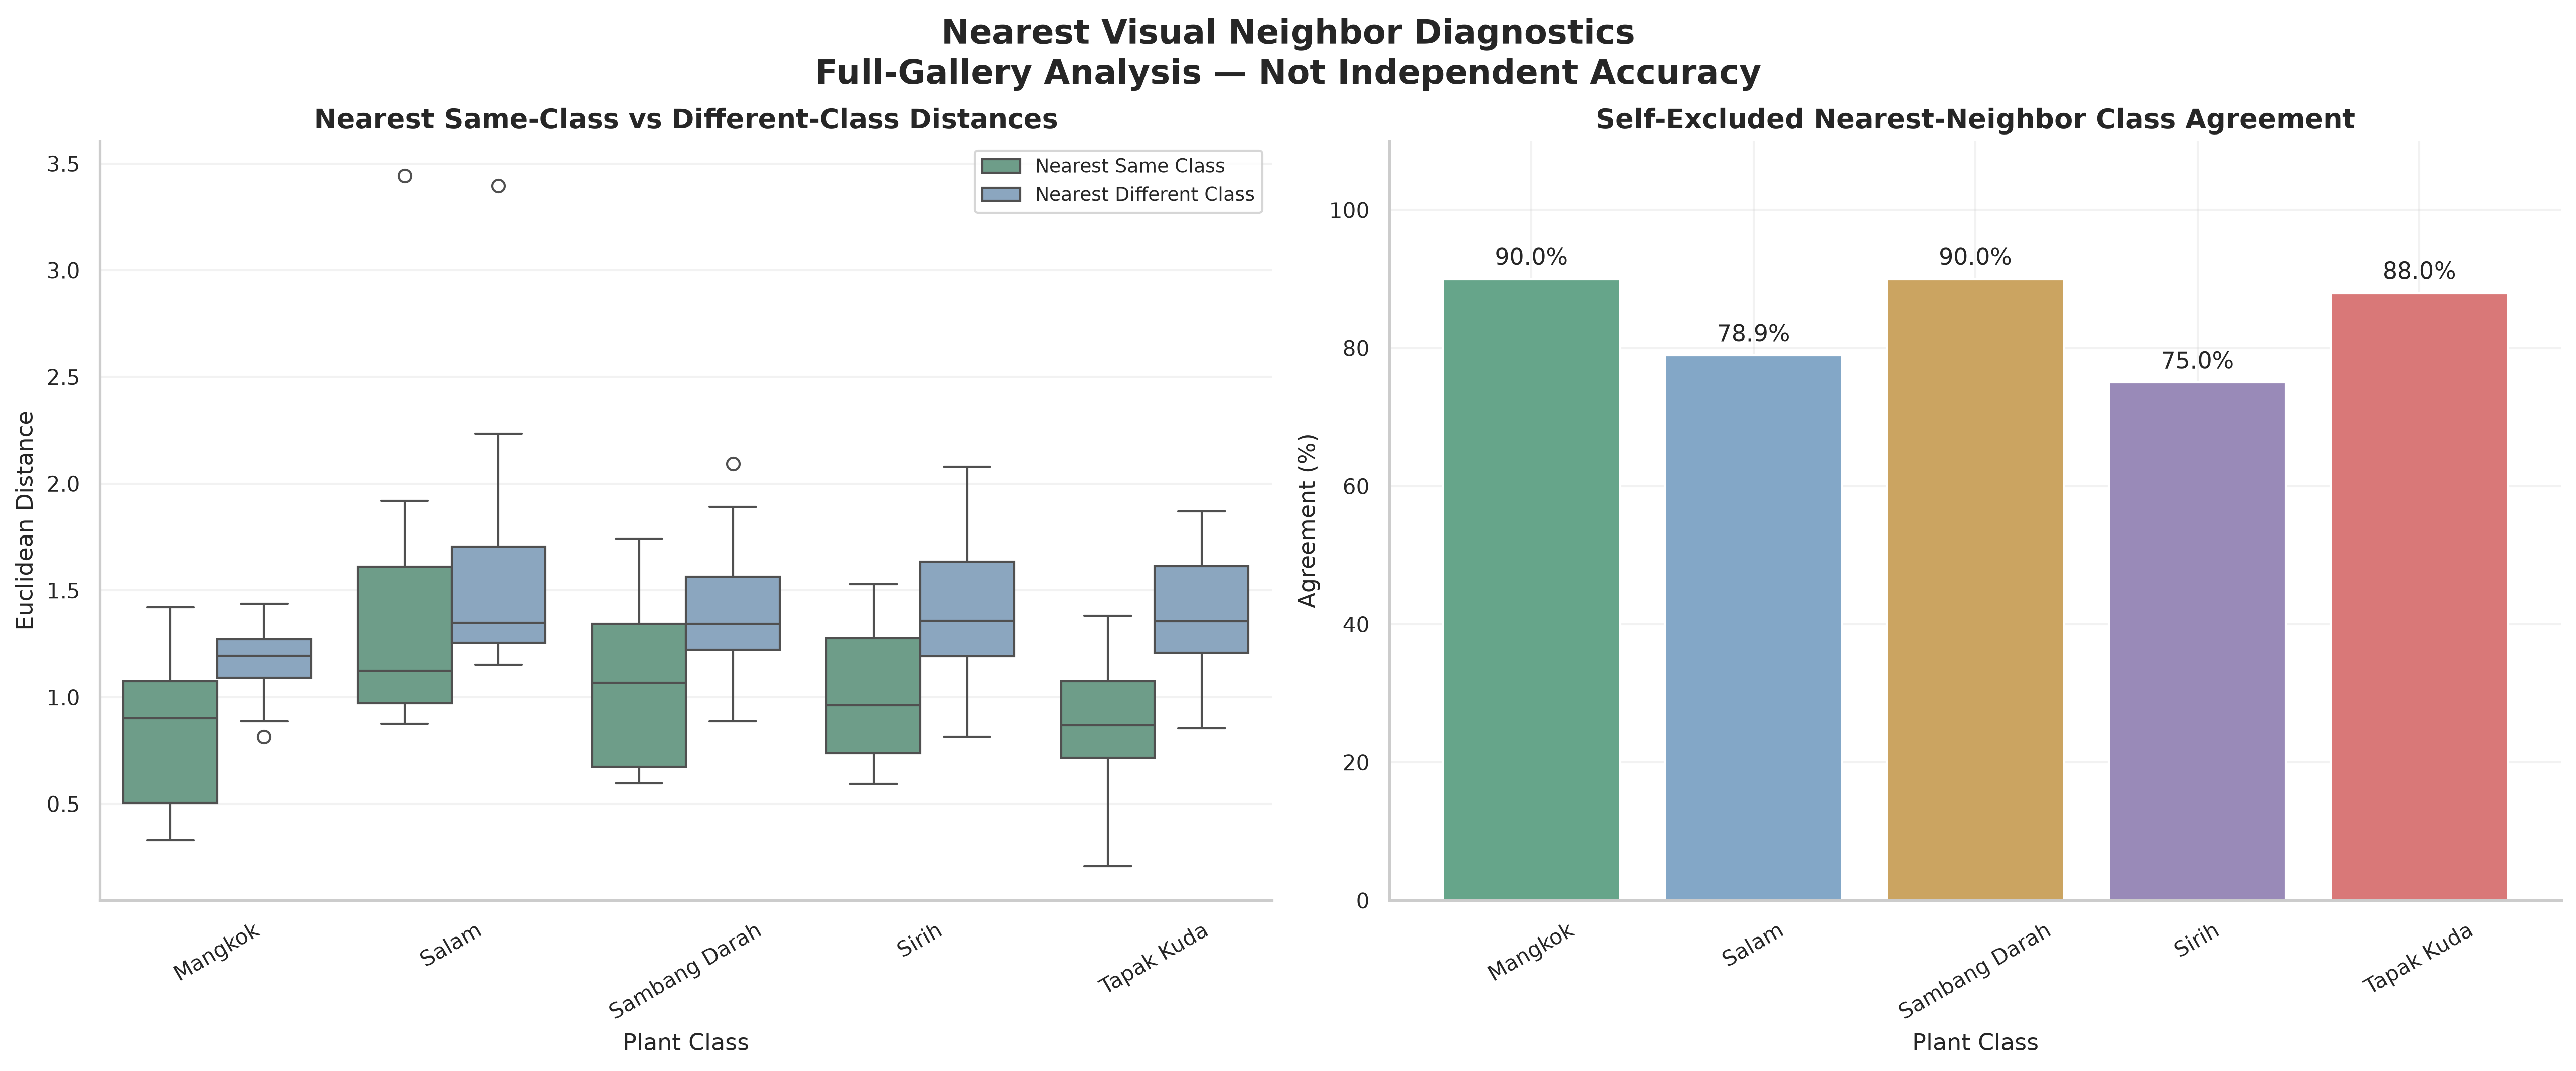 Nearest Visual Neighbor Diagnostics
Full-Gallery Analysis — Not Independent Accuracy
Nearest Same-Class vs Different-Class Distances
Nearest Same Class
Nearest Different Class
Euclidean Distance
3.5
3.0
2.5
2.0
1.5
1.0
0.5
Mangkok
Salam
Sambang Darah
Sirih
Tapak Kuda
Plant Class
Self-Excluded Nearest-Neighbor Class Agreement
Agreement (%)
100
80
60
40
20
0
90.0%
78.9%
90.0%
75.0%
88.0%
Mangkok
Salam
Sambang Darah
Sirih
Tapak Kuda
Plant Class